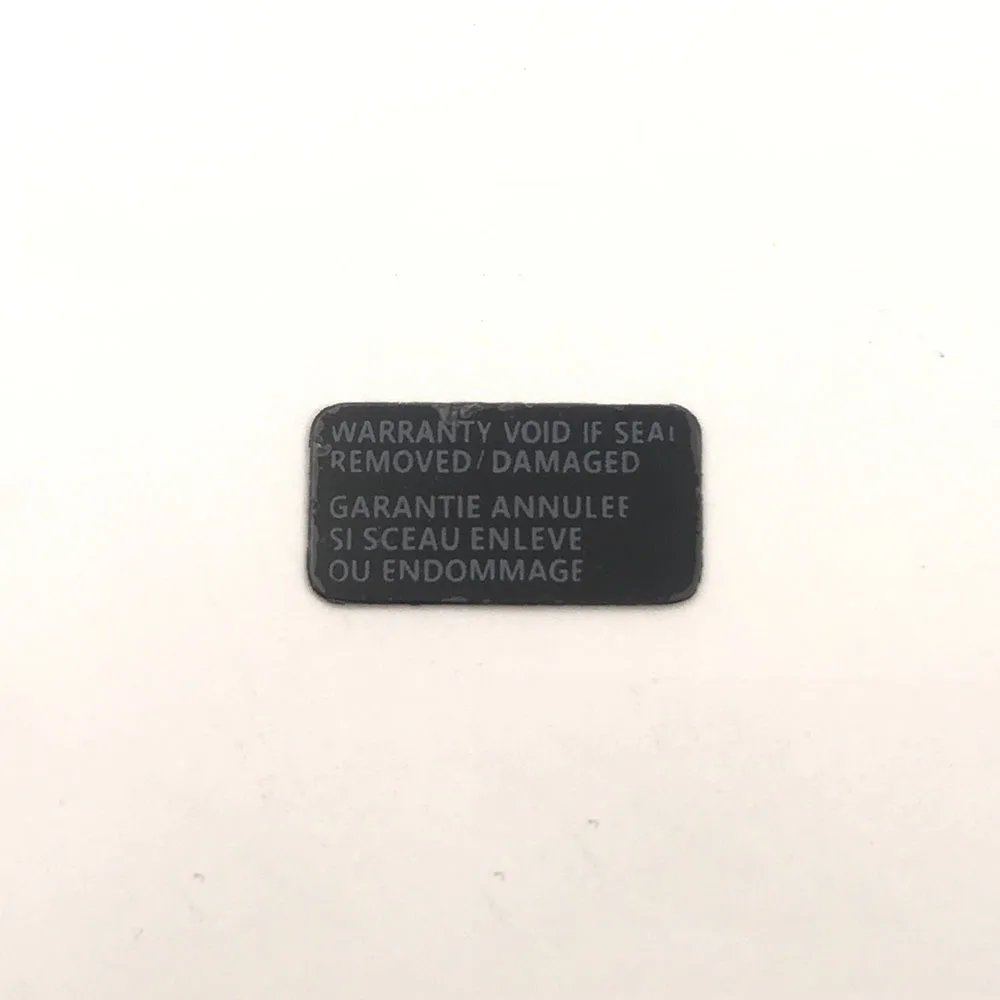 WARRANTY VOID IF SEAL
REMOVED/DAMAGED
GARANTIE ANNULEE
SI SCEAU ENLEVE
OU ENDOMMAGE